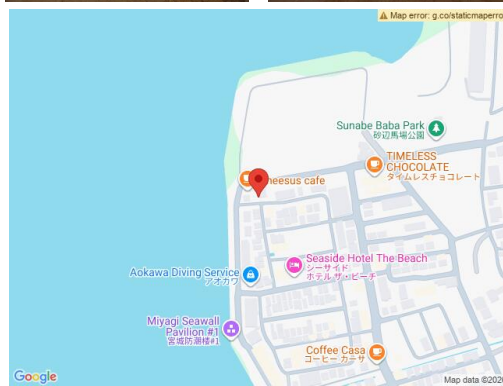 Map error: g.co/staticmaperro
Sunabe Baba Park
砂辺馬場公園
TIMELESS
CHOCOLATE
タイムレスチョコレート
heesus cafe
Seaside Hotel The Beach
シーサイド
ホテル ザ・ビーチ
Aokawa Diving Service
アオカワ
Miyagi Seawall
Pavilion #1
宮城防潮楼#1
Coffee Casa
コーヒー カーサ
Google
Map data ©202